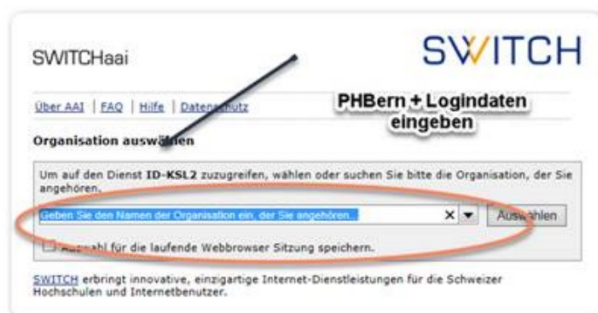 SWITCHaai
SWITCH
Über AAI | FAQ | Hilfe | Datenschutz
PHBern + Logindaten
eingeben
Organisation auswählen
Um auf den Dienst ID-KSL2 zuzugreifen, wählen oder suchen Sie bitte die Organisation, der Sie
angehören.
Geben Sie den Namen der Organisation ein, der Sie angehören...
Auswählen
Auswahl für die laufende Webbrowser Sitzung speichern.
SWITCH erbringt innovative, einzigartige Internet-Dienstleistungen für die Schweizer
Hochschulen und Internetbenutzer.